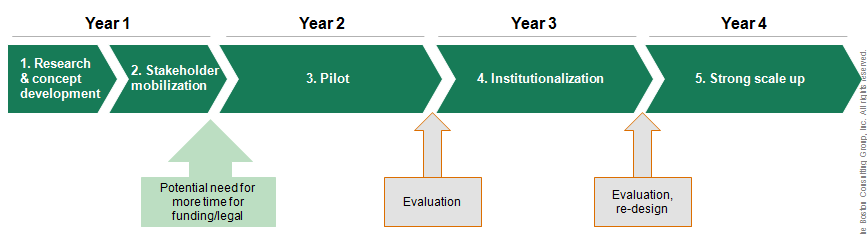 Year 1
Year 2
Year 3
Year 4
1. Research
& concept
development
2. Stakeholder
mobilization
3. Pilot
4. Institutionalization
5. Strong scale up
Potential need for
more time for
funding/legal
Evaluation
Evaluation,
re-design
Boston Consulting Group, Inc. All rights reserved.